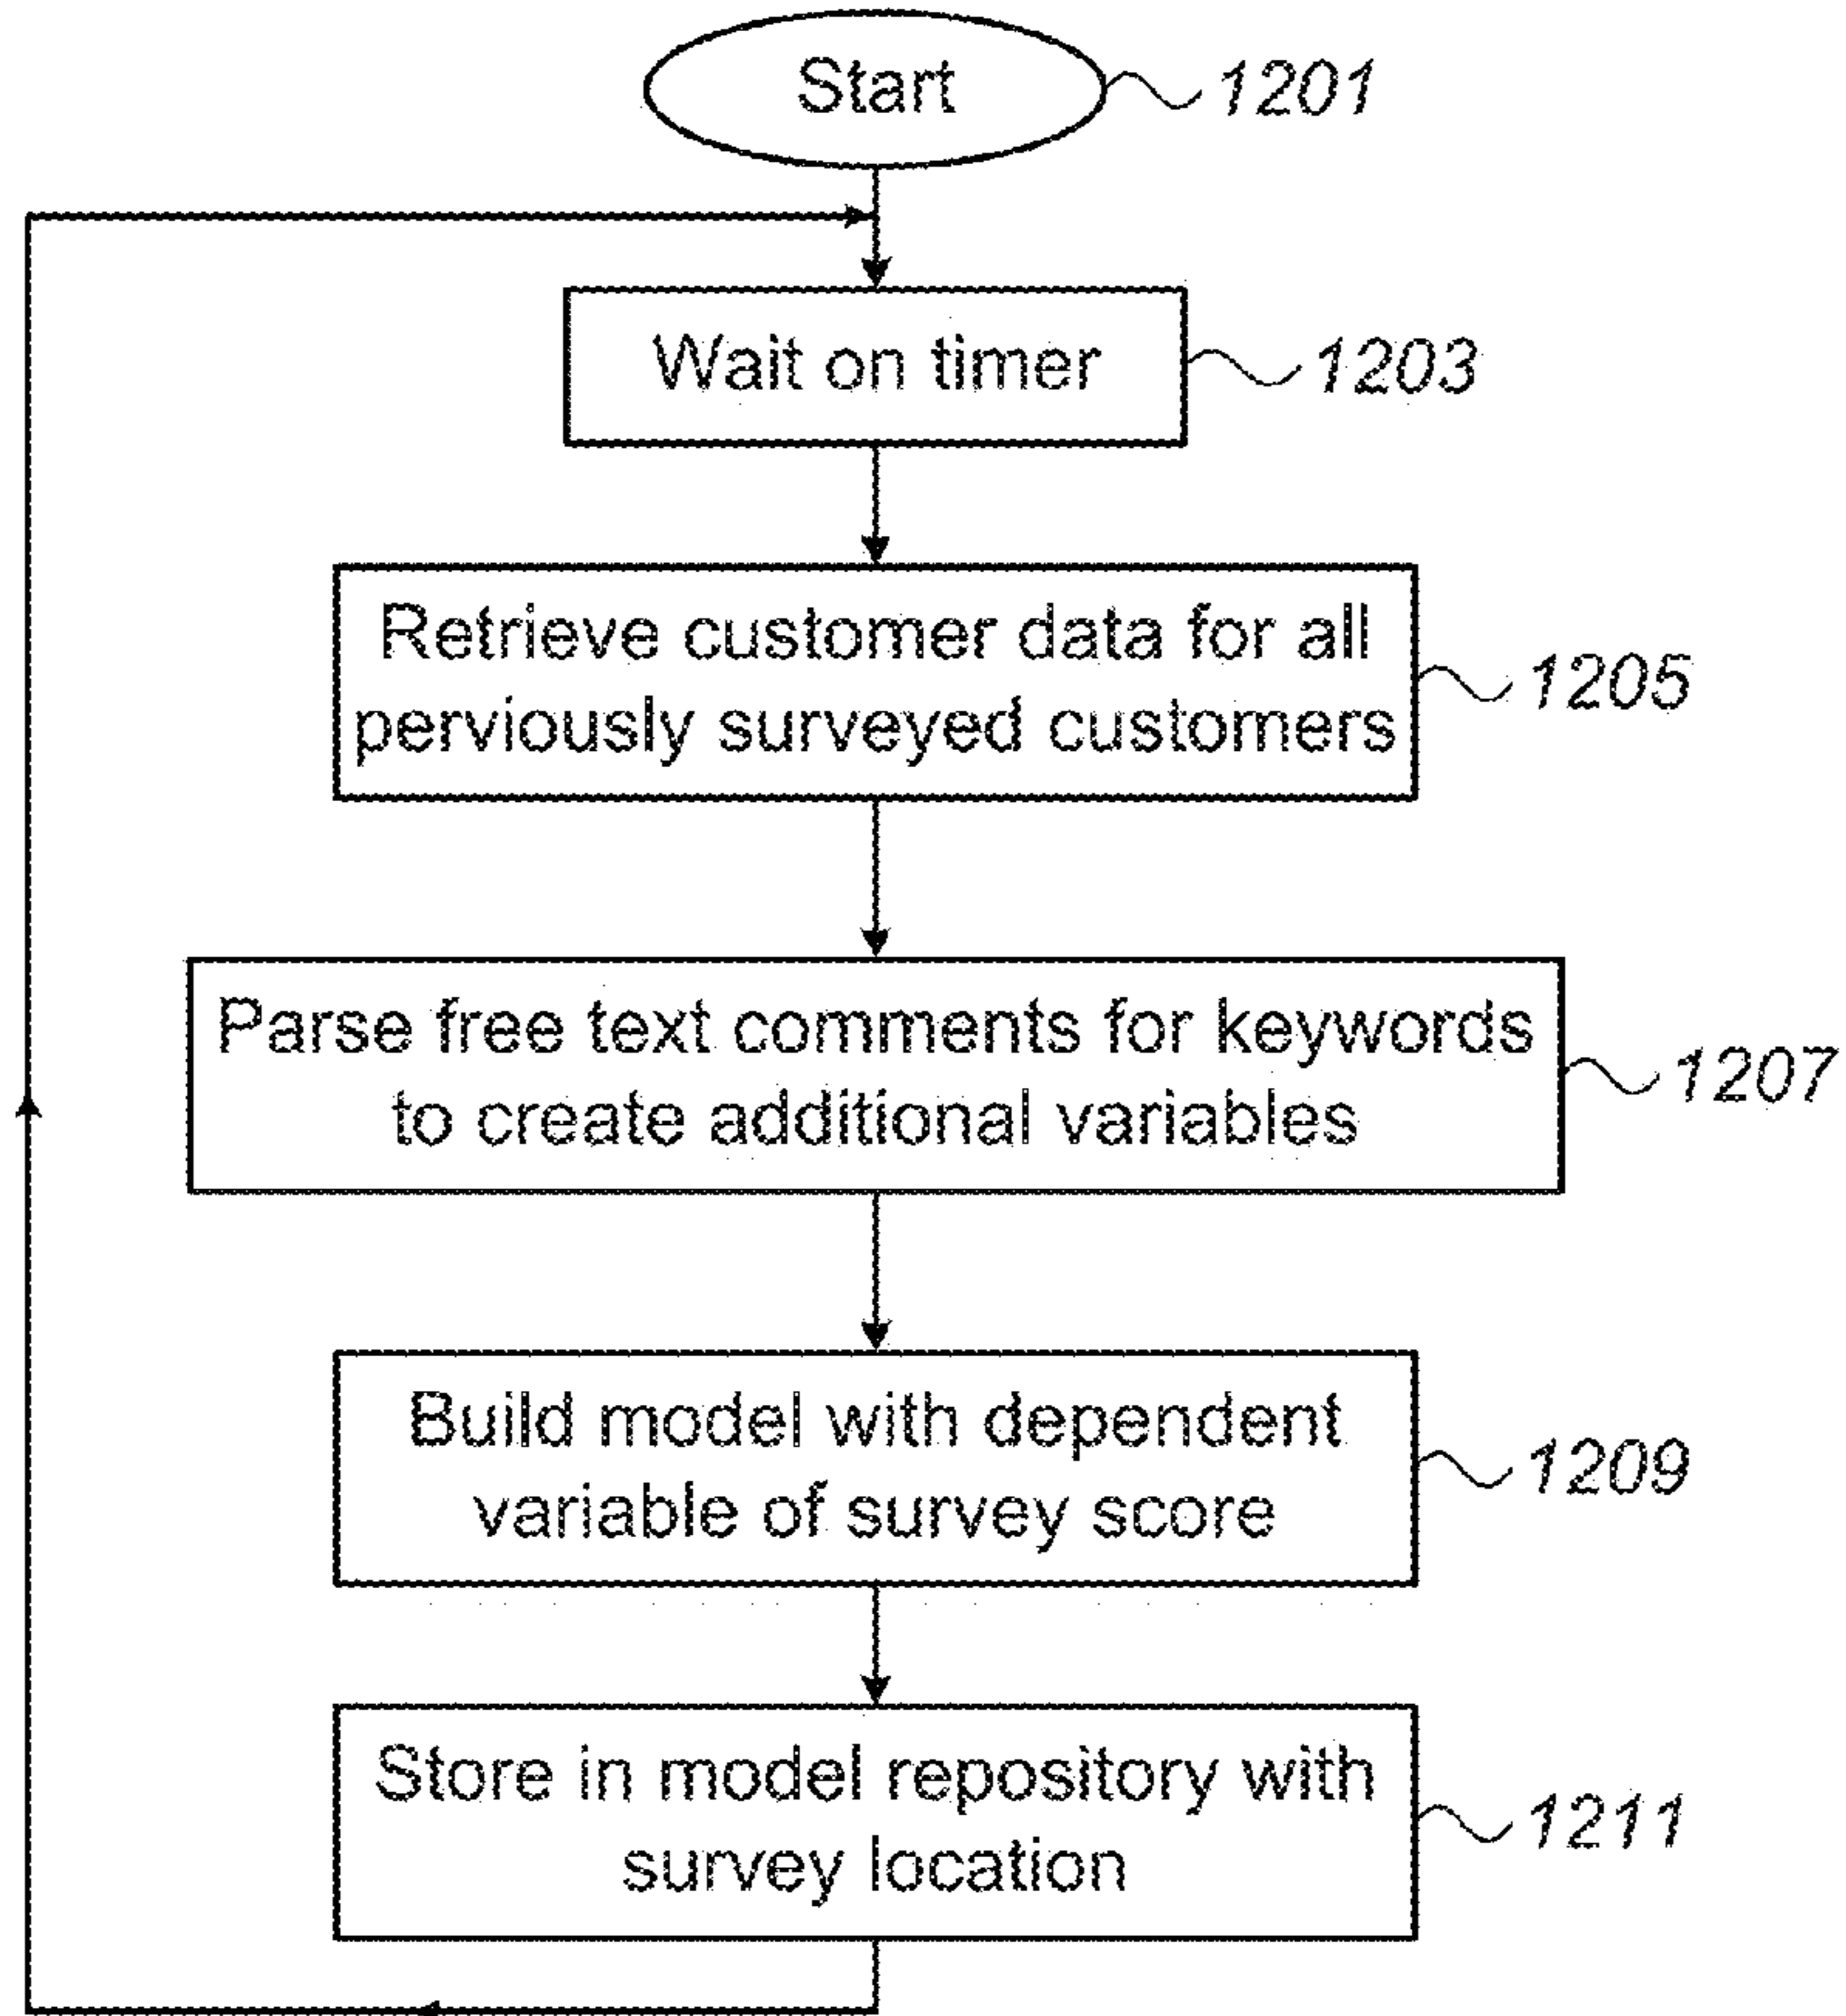 Start
1201
Wait on timer
1203
Retrieve customer data for all
perviously surveyed customers
1205
Parse free text comments for keywords
to create additional variables
1207
Build model with dependent
variable of survey score
1209
Store in model repository with
survey location
1211